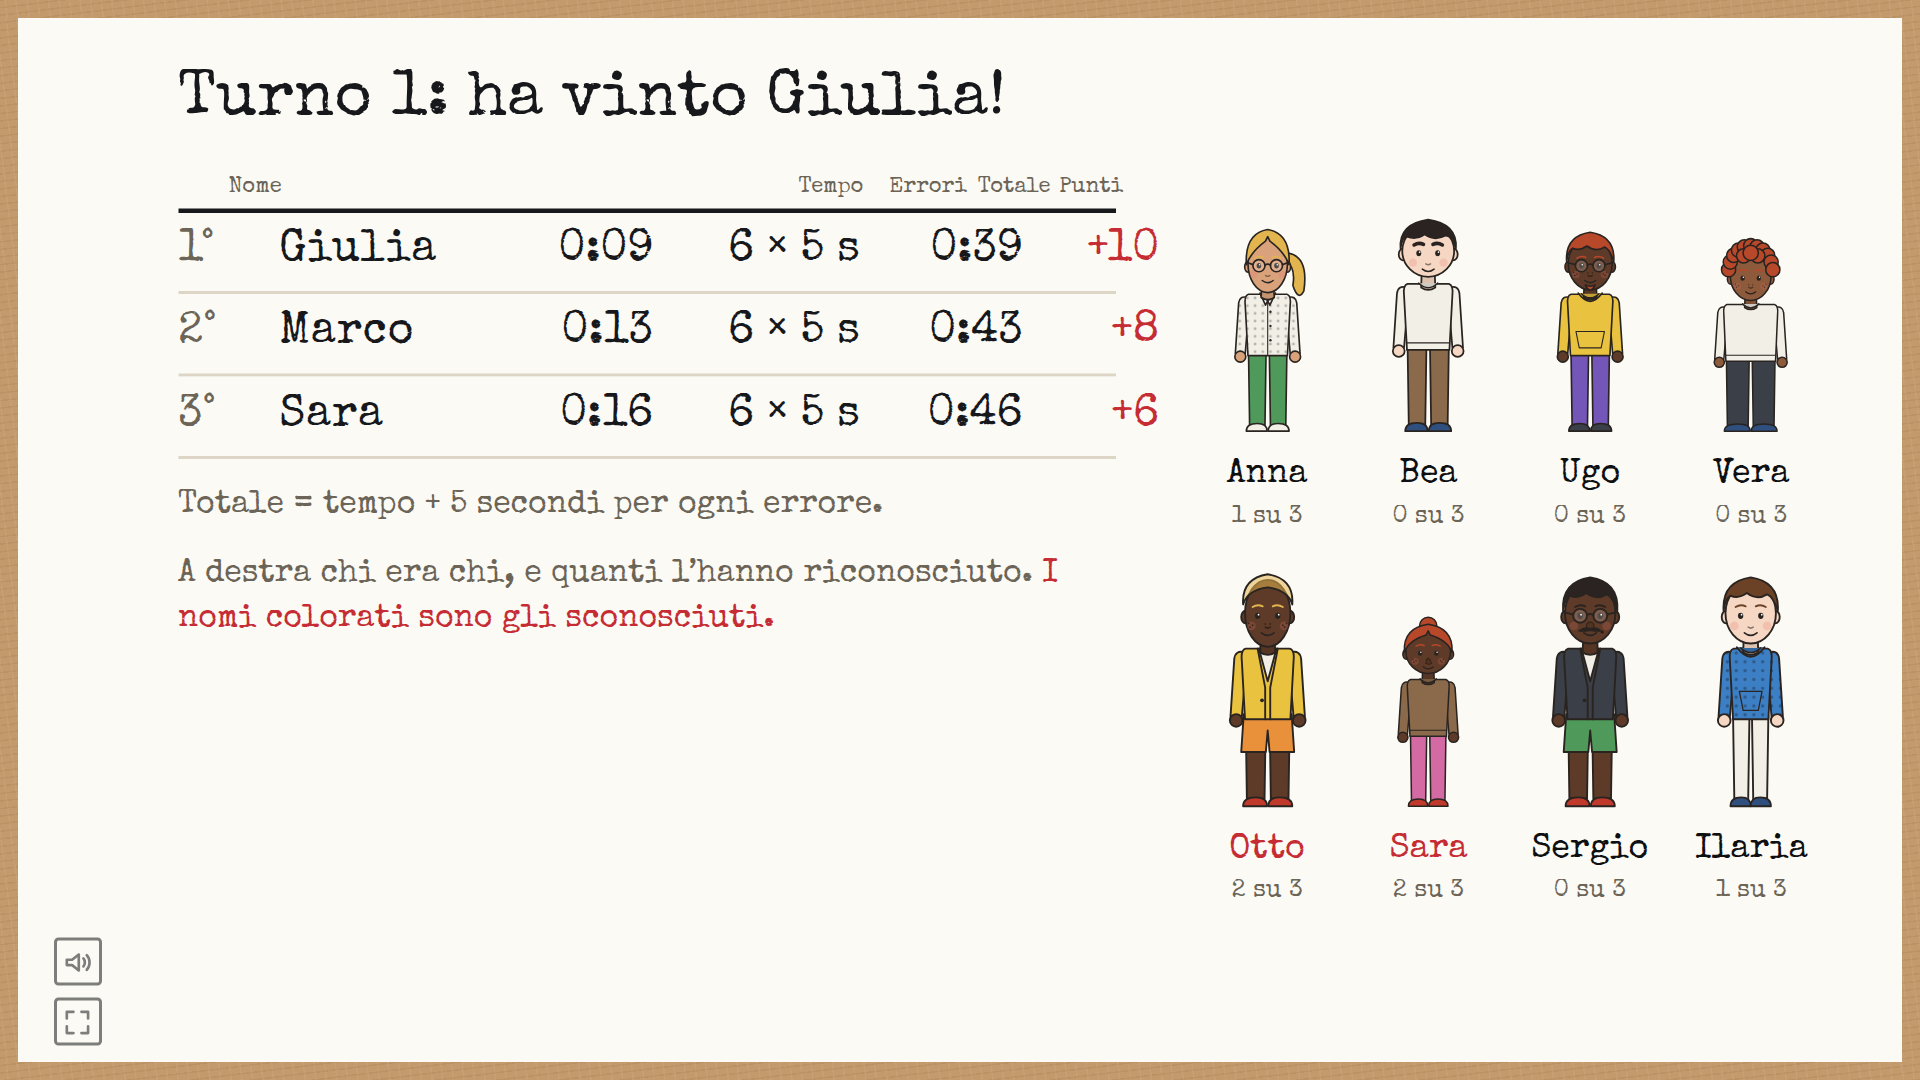 Turno 1: ha vinto Giulia!
Nome Tempo Errori Totale Punti
1° Giulia 0:09 6 × 5 s 0:39 +10
2° Marco 0:13 6 × 5 s 0:43 +8
3° Sara 0:16 6 × 5 s 0:46 +6
Totale = tempo + 5 secondi per ogni errore.
A destra chi era chi, e quanti l’hanno riconosciuto. I
nomi colorati sono gli sconosciuti.
Anna Bea Ugo Vera
1 su 3 0 su 3 0 su 3 0 su 3
Otto Sara Sergio Ilaria
2 su 3 2 su 3 0 su 3 1 su 3